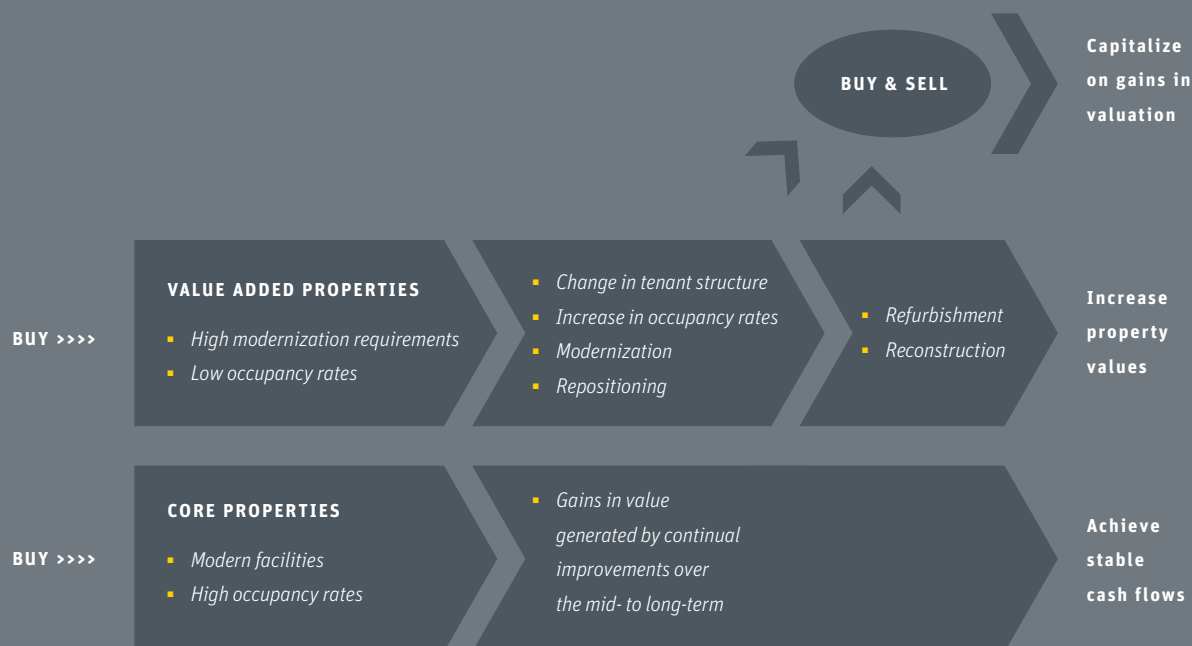 BUY & SELL
Capitalize
on gains in
valuation
BUY >>>>
VALUE ADDED PROPERTIES
▪ High modernization requirements
▪ Low occupancy rates
▪ Change in tenant structure
▪ Increase in occupancy rates
▪ Modernization
▪ Repositioning
▪ Refurbishment
▪ Reconstruction
Increase
property
values
BUY >>>>
CORE PROPERTIES
▪ Modern facilities
▪ High occupancy rates
▪ Gains in value
generated by continual
improvements over
the mid- to long-term
Achieve
stable
cash flows